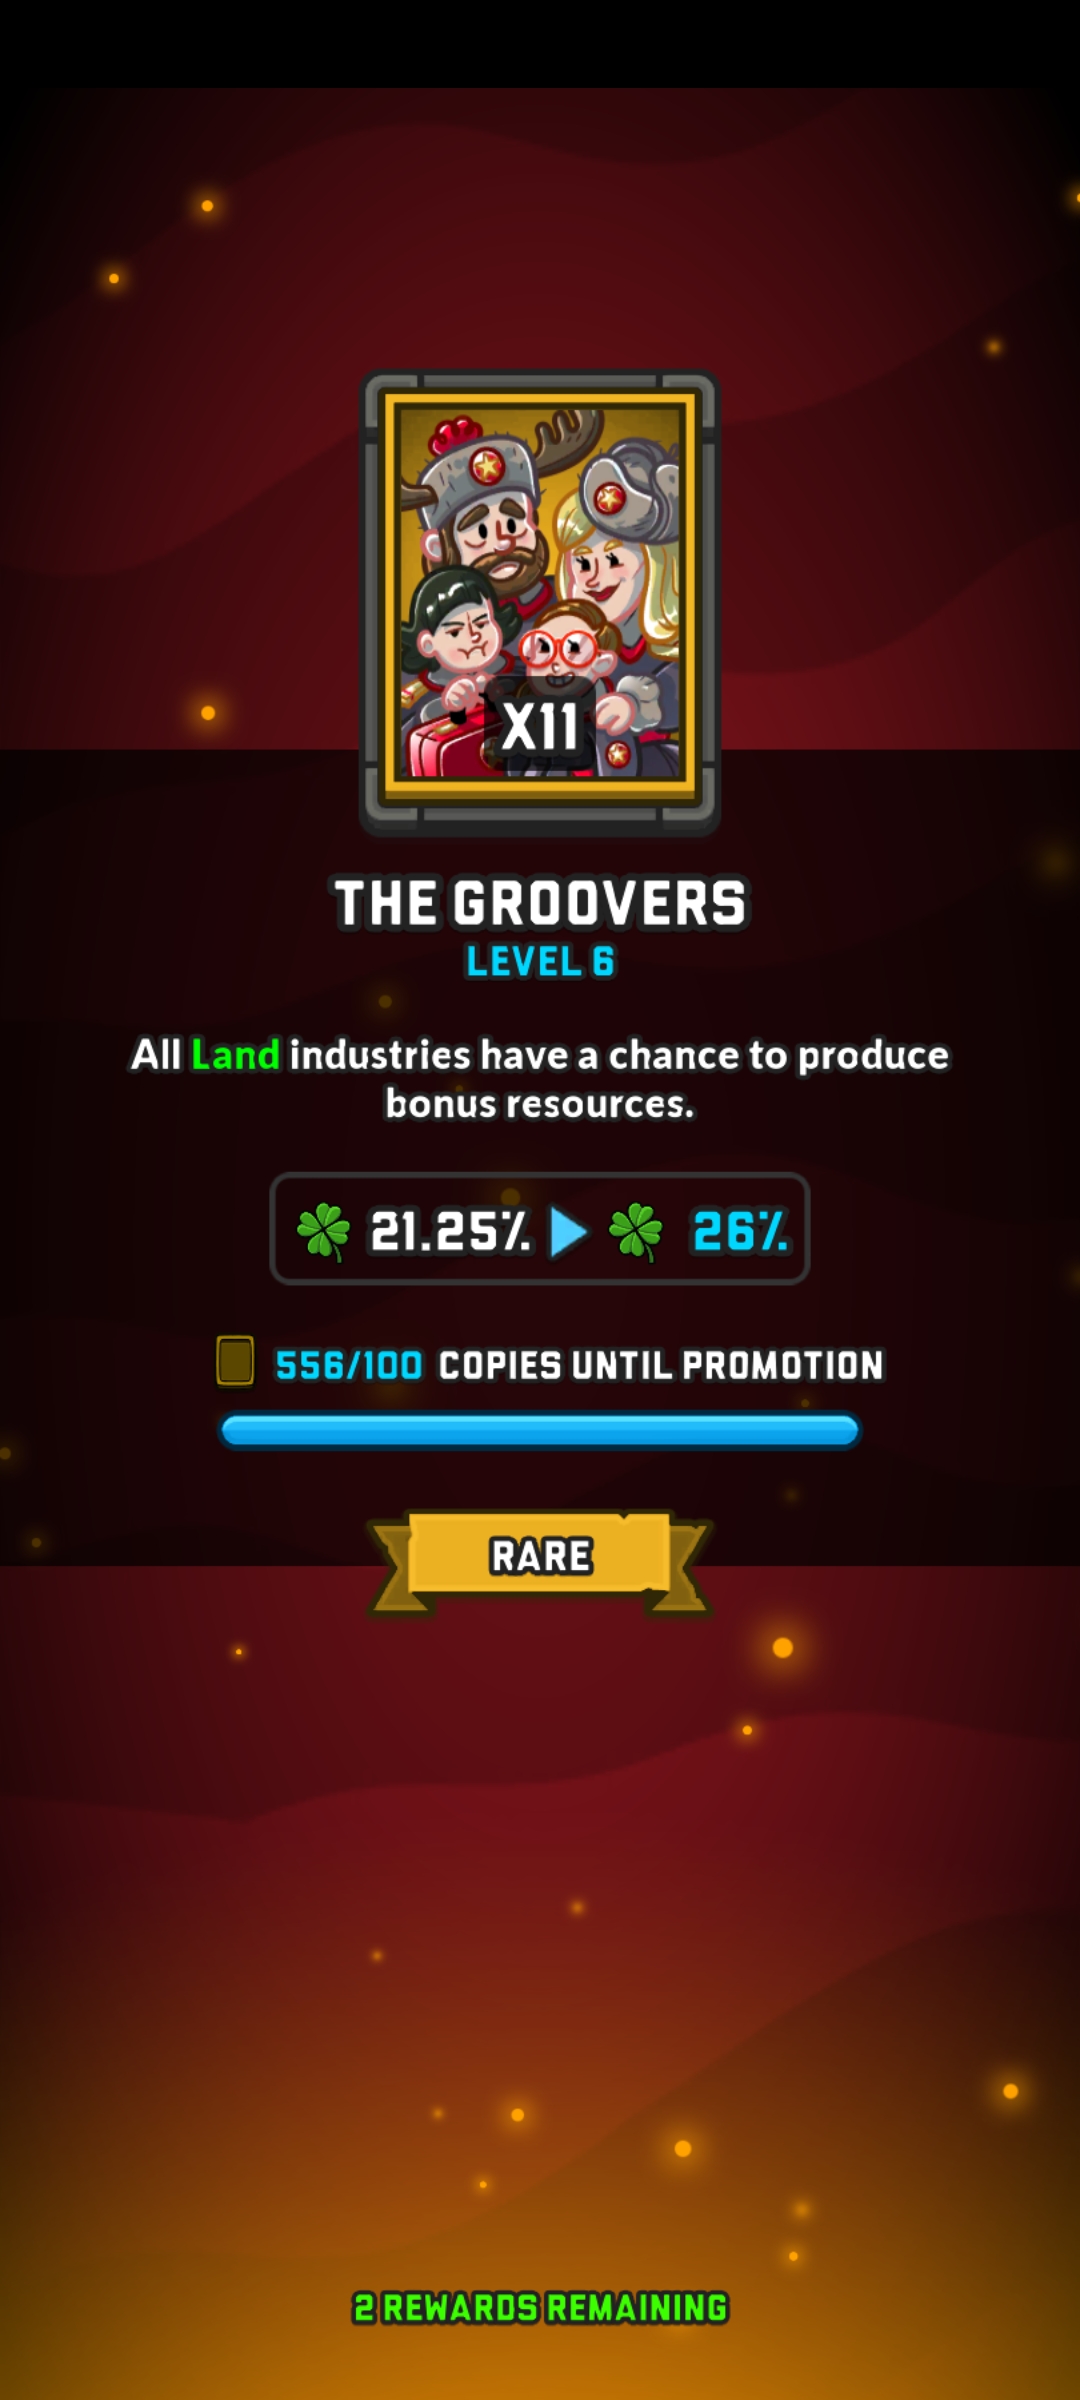 X11
THE GROOVERS
LEVEL 6
All Land industries have a chance to produce
bonus resources.
21.25% 26%
556/100 COPIES UNTIL PROMOTION
RARE
2 REWARDS REMAINING